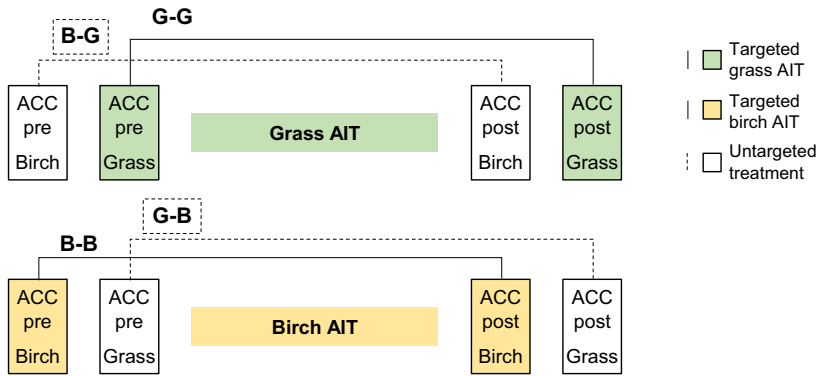 G-G
B-G
ACC
pre
Birch
ACC
pre
Grass
Grass AIT
ACC
post
Birch
ACC
post
Grass
Targeted
grass AIT
Targeted
birch AIT
Untargeted
treatment
G-B
B-B
ACC
pre
Birch
ACC
pre
Grass
Birch AIT
ACC
post
Birch
ACC
post
Grass